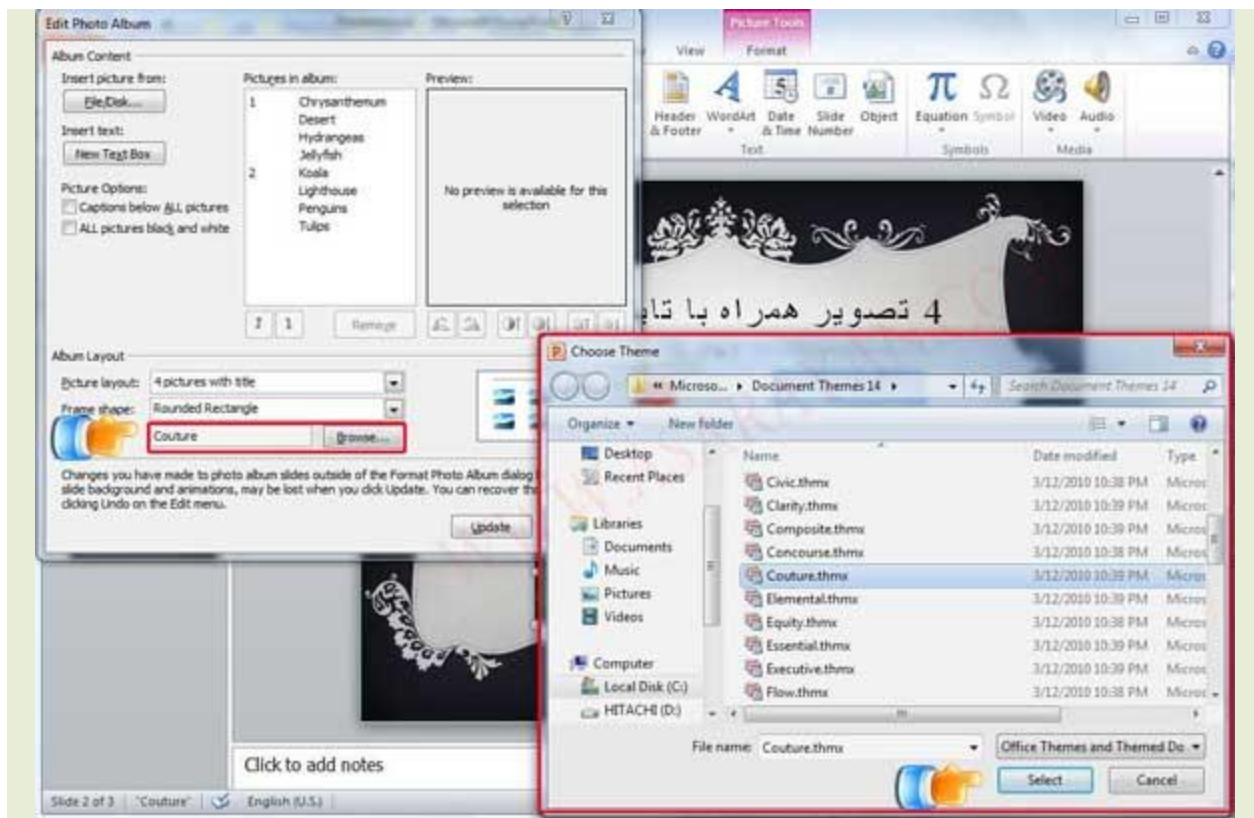 Edit Photo Album
Album Content
Insert picture from:
File/Disk...
Insert text:
New Text Box
Picture Options:
Captions below ALL pictures
ALL pictures black and white
Pictures in album:
1 Chrysanthemum
Desert
Hydrangeas
Jellyfish
2 Koala
Lighthouse
Penguins
Tulips
Remove
Preview:
No preview is available for this
selection
Album Layout
Picture layout: 4 pictures with title
Frame shape: Rounded Rectangle
Couture Browse...
Changes you have made to photo album slides outside of the Format Photo Album dialog
slide background and animations, may be lost when you click Update. You can recover
clicking Undo on the Edit menu.
Update
Picture Tools
View Format
Header & Footer
WordArt
Date & Time
Slide Number
Object
Equation
Symbol
Video
Audio
Text Symbols Media
4 تصویر همراه با
Choose Theme
« Microso... Document Themes 14
Search Document Themes 14
Organize New folder
Desktop
Recent Places
Libraries
Documents
Music
Pictures
Videos
Computer
Local Disk (C:)
HITACHI (D:)
Name Date modified Type
Civic.thmx 3/12/2010 10:38 PM Micros
Clarity.thmx 3/12/2010 10:39 PM Micros
Composite.thmx 3/12/2010 10:39 PM Micros
Concourse.thmx 3/12/2010 10:38 PM Micros
Couture.thmx 3/12/2010 10:39 PM Micros
Elemental.thmx 3/12/2010 10:39 PM Micros
Equity.thmx 3/12/2010 10:38 PM Micros
Essential.thmx 3/12/2010 10:39 PM Micros
Executive.thmx 3/12/2010 10:39 PM Micros
Flow.thmx 3/12/2010 10:38 PM Micros
File name: Couture.thmx
Office Themes and Themed Do
Select Cancel
Click to add notes
Slide 2 of 3 "Couture" English (U.S.)